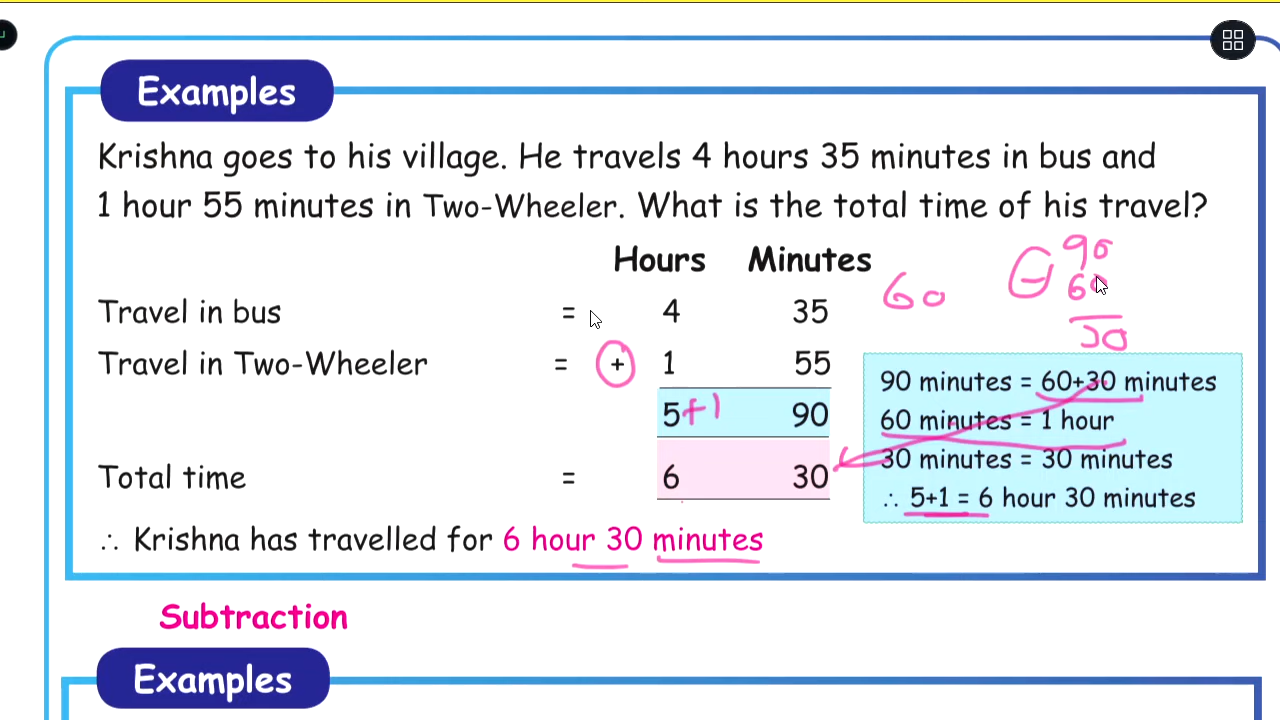 Examples
Krishna goes to his village. He travels 4 hours 35 minutes in bus and
1 hour 55 minutes in Two-Wheeler. What is the total time of his travel?
Hours Minutes
Travel in bus = 4 35
Travel in Two-Wheeler = + 1 55
5+1 90
Total time = 6 30
60
90
60
30
90 minutes = 60+30 minutes
60 minutes = 1 hour
30 minutes = 30 minutes
∴ 5+1 = 6 hour 30 minutes
∴ Krishna has travelled for 6 hour 30 minutes
Subtraction
Examples